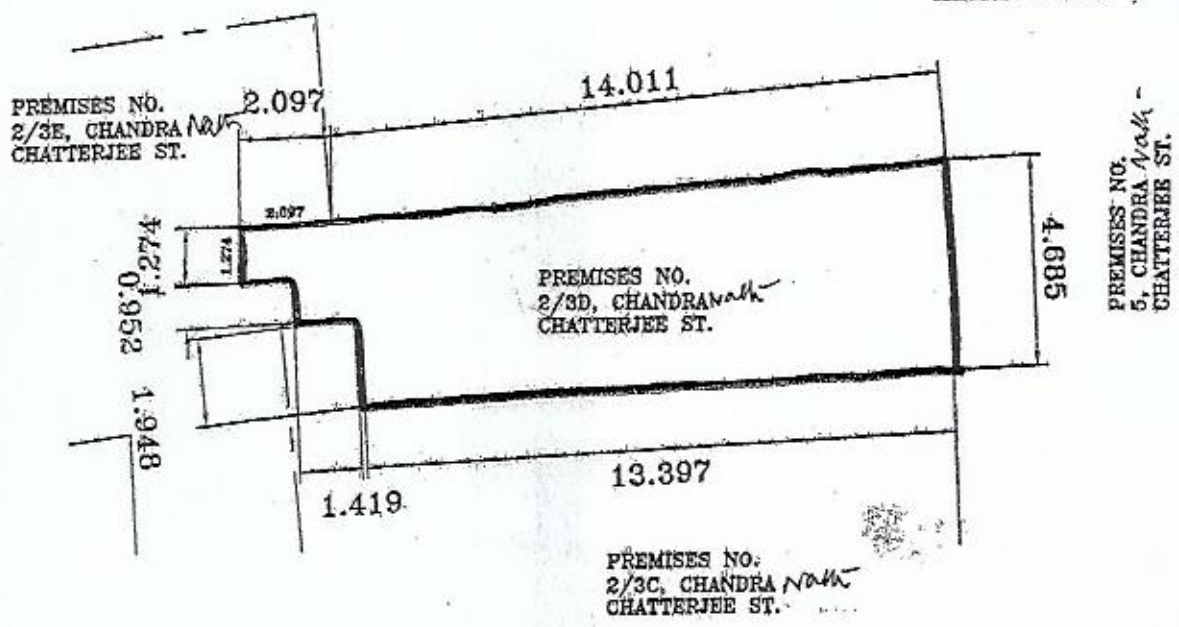 14.011
PREMISES NO. 2.097
2/3E, CHANDRA Nath
CHATTERJEE ST.
2.097
1.274
1.274
0.952
1.948
4.685
PREMISES NO.
2/3D, CHANDRA Nath
CHATTERJEE ST.
PREMISES NO.
5, CHANDRA Nath -
CHATTERJEE ST.
13.397
1.419
PREMISES NO.
2/3C, CHANDRA Nath
CHATTERJEE ST.